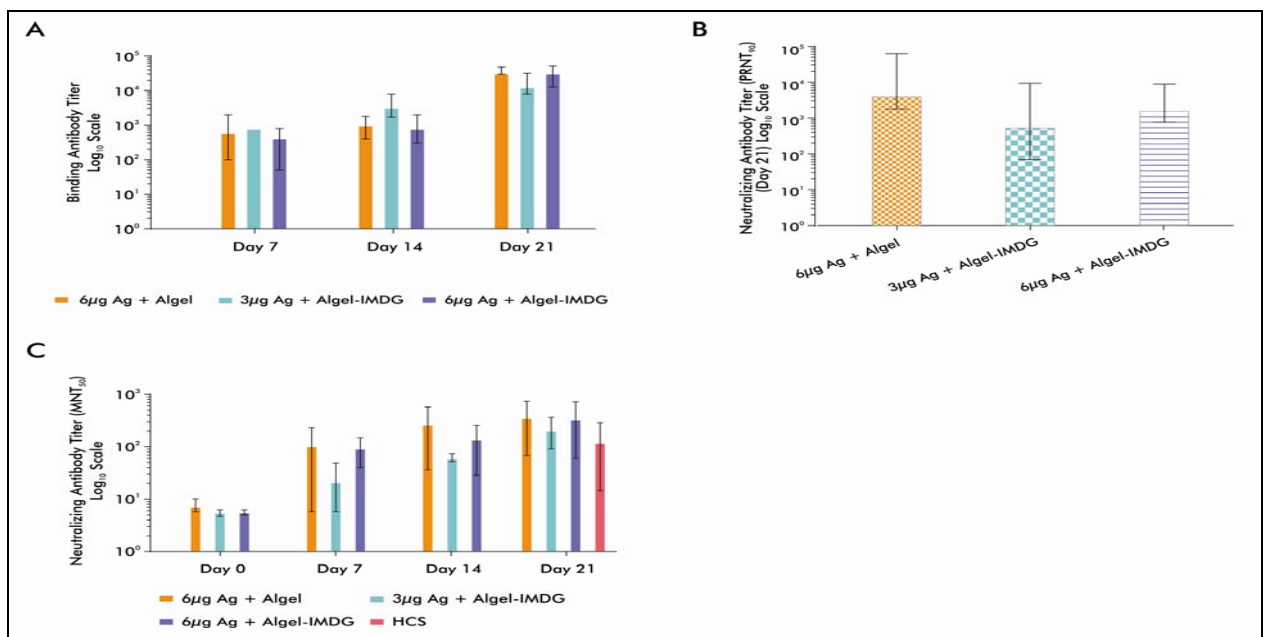 A
Binding Antibody Titer
Log₁₀ Scale
10⁵
10⁴
10³
10²
10¹
10⁰
Day 7
Day 14
Day 21
6µg Ag + Algel
3µg Ag + Algel-IMDG
6µg Ag + Algel-IMDG
B
Neutralizing Antibody Titer (PRNT₉₀)
(Day 21) Log₁₀ Scale
10⁵
10⁴
10³
10²
10¹
10⁰
6µg Ag + Algel
3µg Ag + Algel-IMDG
6µg Ag + Algel-IMDG
C
Neutralizing Antibody Titer (MNT₅₀)
Log₁₀ Scale
10³
10²
10¹
10⁰
Day 0
Day 7
Day 14
Day 21
6µg Ag + Algel
3µg Ag + Algel-IMDG
6µg Ag + Algel-IMDG
HCS